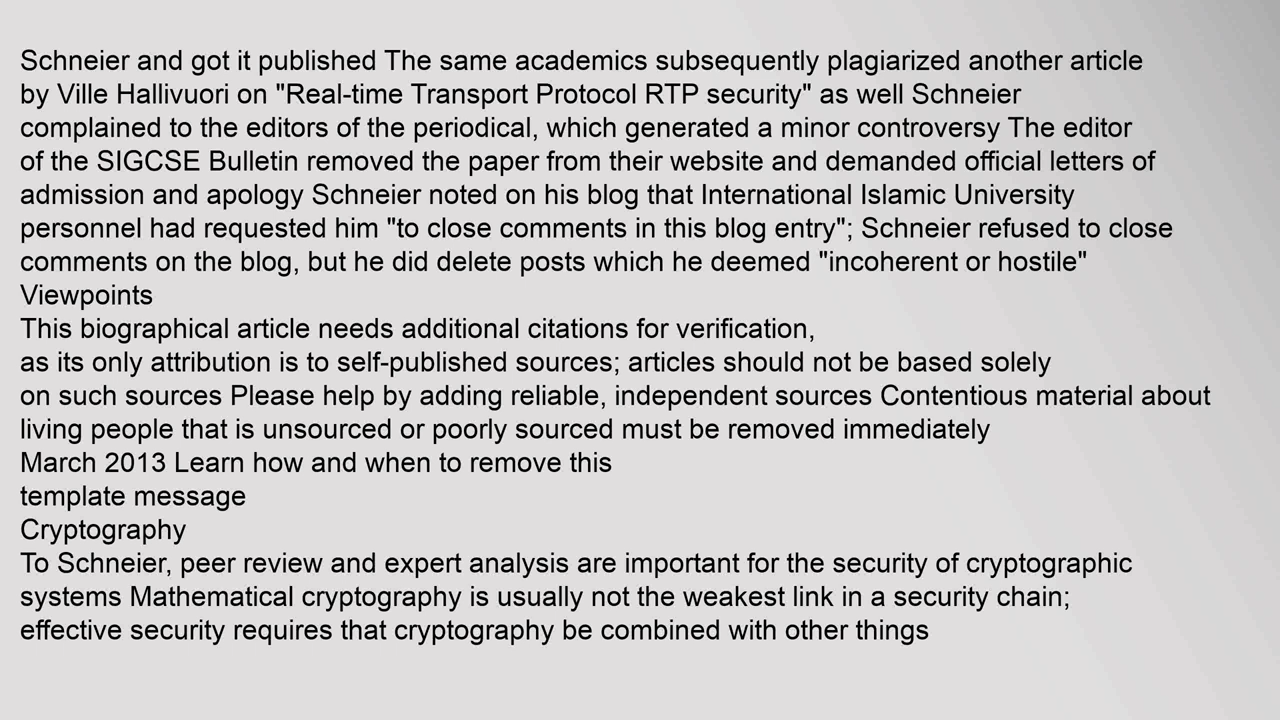 Schneier and got it published The same academics subsequently plagiarized another article
by Ville Hallivuori on "Real-time Transport Protocol RTP security" as well Schneier
complained to the editors of the periodical, which generated a minor controversy The editor
of the SIGCSE Bulletin removed the paper from their website and demanded official letters of
admission and apology Schneier noted on his blog that International Islamic University
personnel had requested him "to close comments in this blog entry"; Schneier refused to close
comments on the blog, but he did delete posts which he deemed "incoherent or hostile"
Viewpoints
This biographical article needs additional citations for verification,
as its only attribution is to self-published sources; articles should not be based solely
on such sources Please help by adding reliable, independent sources Contentious material about
living people that is unsourced or poorly sourced must be removed immediately
March 2013 Learn how and when to remove this
template message
Cryptography
To Schneier, peer review and expert analysis are important for the security of cryptographic
systems Mathematical cryptography is usually not the weakest link in a security chain;
effective security requires that cryptography be combined with other things